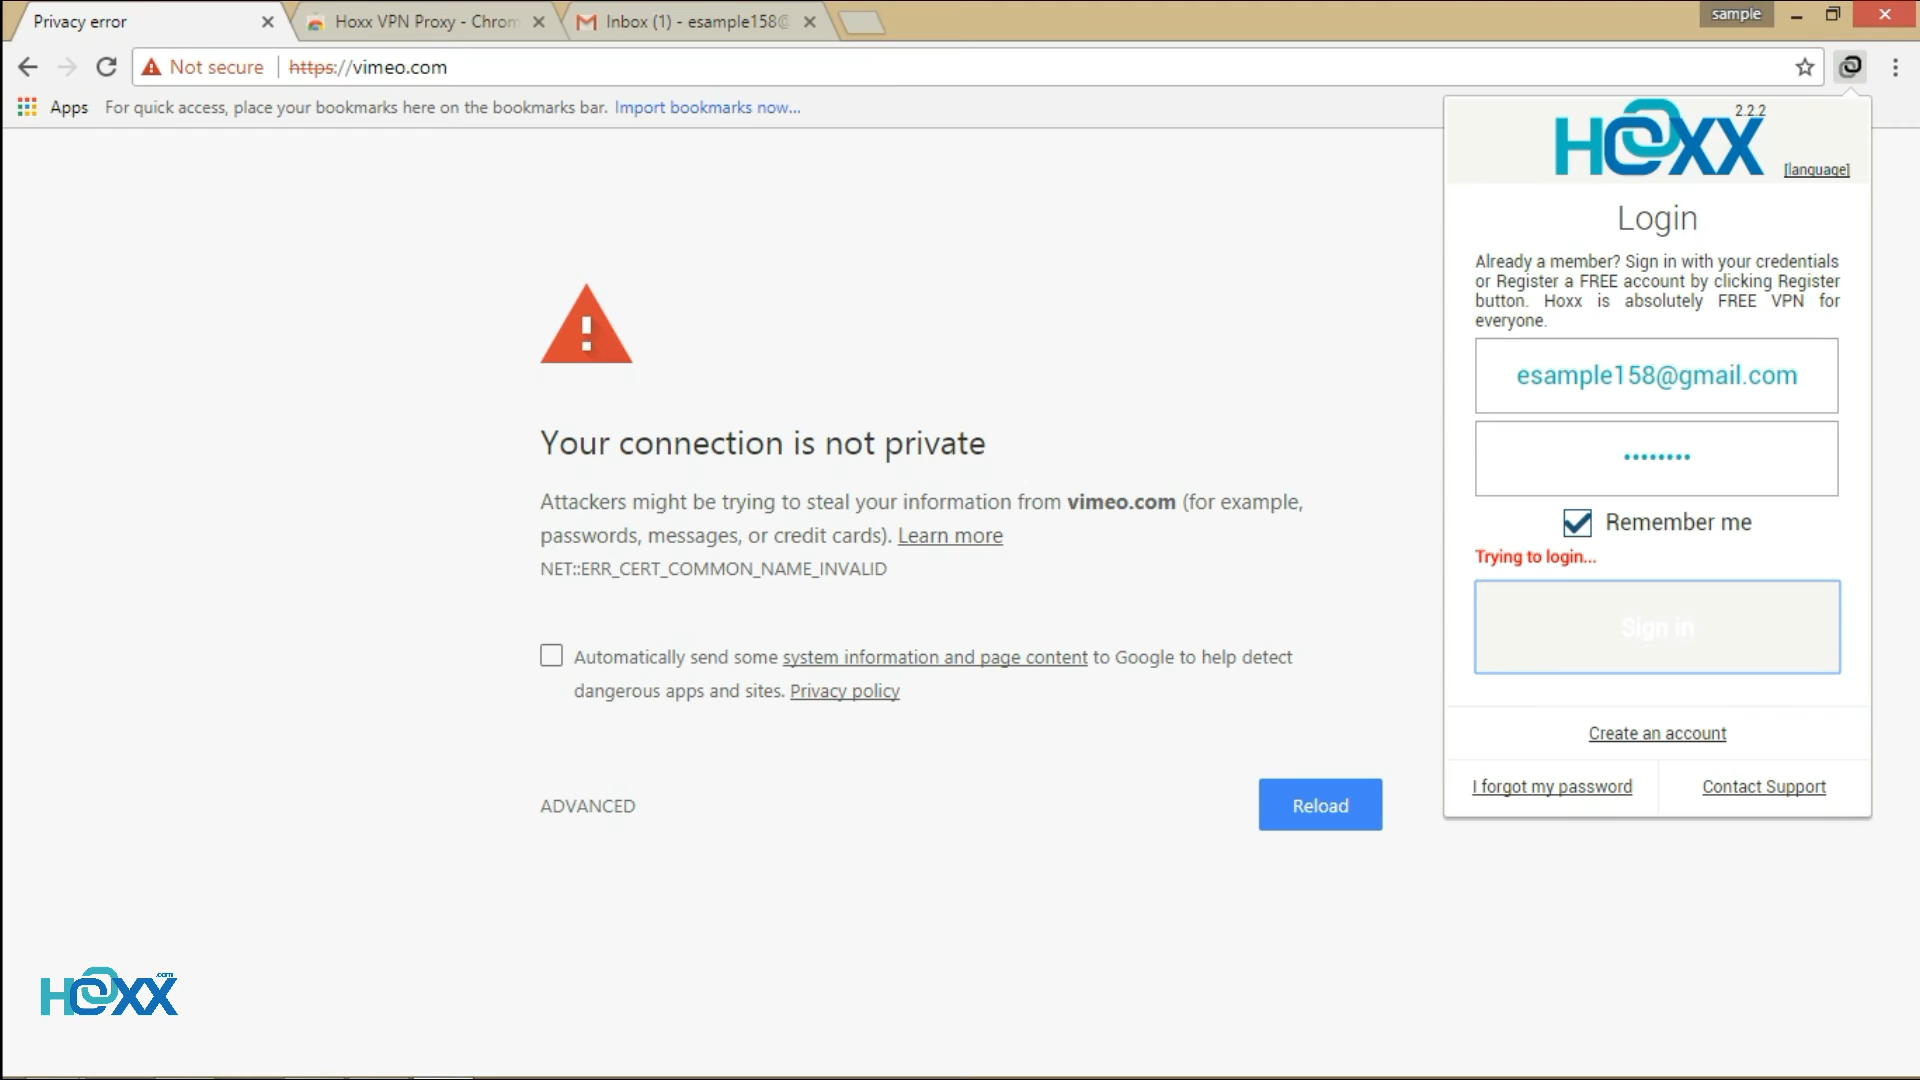 Privacy error
Hoxx VPN Proxy - Chrom
Inbox (1) - esample158@
sample
Not secure
https://vimeo.com
Apps
For quick access, place your bookmarks here on the bookmarks bar. Import bookmarks now...
Your connection is not private
Attackers might be trying to steal your information from vimeo.com (for example,
passwords, messages, or credit cards). Learn more
NET::ERR_CERT_COMMON_NAME_INVALID
Automatically send some system information and page content to Google to help detect
dangerous apps and sites. Privacy policy
ADVANCED
Reload
2.2.2
HOXX
[language]
Login
Already a member? Sign in with your credentials
or Register a FREE account by clicking Register
button. Hoxx is absolutely FREE VPN for
everyone.
esample158@gmail.com
••••••••
Remember me
Trying to login...
Sign in
Create an account
I forgot my password
Contact Support
HOXX.com